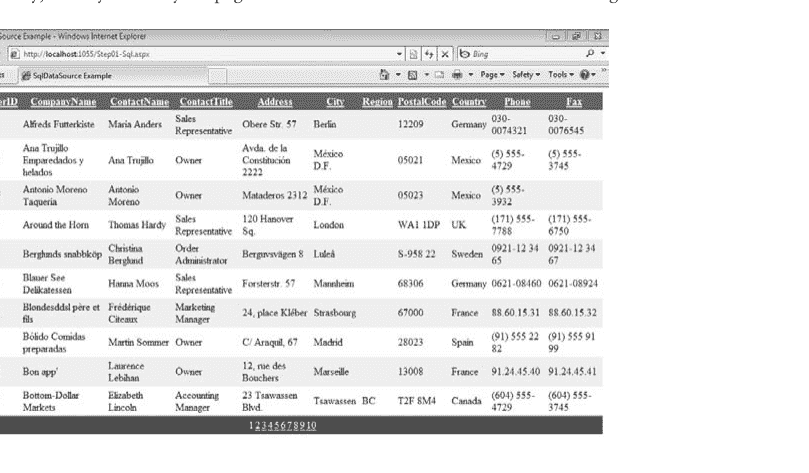 Source Example - Windows Internet Explorer
http://localhost:1055/Step01-Sql.aspx
Bing
SqlDataSource Example
Page Safety Tools
erID CompanyName ContactName ContactTitle Address City Region PostalCode Country Phone Fax
Alfreds Futterkiste Maria Anders Sales Representative Obere Str. 57 Berlin 12209 Germany 030-0074321 030-0076545
Ana Trujillo Emparedados y helados Ana Trujillo Owner Avda. de la Constitución 2222 México D.F. 05021 Mexico (5) 555-4729 (5) 555-3745
Antonio Moreno Taquería Antonio Moreno Owner Mataderos 2312 México D.F. 05023 Mexico (5) 555-3932
Around the Horn Thomas Hardy Sales Representative 120 Hanover Sq. London WA1 1DP UK (171) 555-7788 (171) 555-6750
Berglunds snabbköp Christina Berglund Order Administrator Berguvsvägen 8 Luleå S-958 22 Sweden 0921-12 34 65 0921-12 34 67
Blauer See Delikatessen Hanna Moos Sales Representative Forsterstr. 57 Mannheim 68306 Germany 0621-08460 0621-08924
Blondesddsl père et fils Frédérique Citeaux Marketing Manager 24, place Kléber Strasbourg 67000 France 88.60.15.31 88.60.15.32
Bólido Comidas preparadas Martín Sommer Owner C/ Araquil, 67 Madrid 28023 Spain (91) 555 22 82 (91) 555 91 99
Bon app' Laurence Lebihan Owner 12, rue des Bouchers Marseille 13008 France 91.24.45.40 91.24.45.41
Bottom-Dollar Markets Elizabeth Lincoln Accounting Manager 23 Tsawassen Blvd. Tsawassen BC T2F 8M4 Canada (604) 555-4729 (604) 555-3745
1 2 3 4 5 6 7 8 9 10